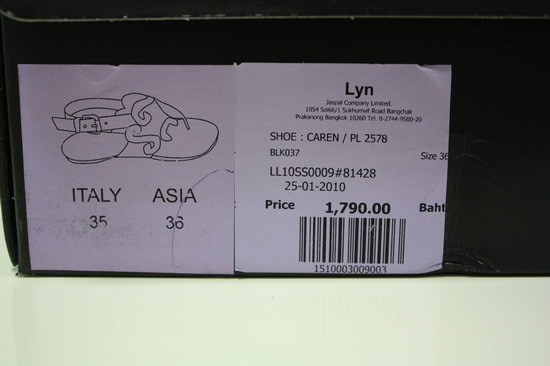 ITALY ASIA
35 36
Lyn
Jaspal Company Limited.
1054 Soi66/1 Sukhumvit Road Bangchak
Prakanong Bangkok 10260 Tel. 0-2744-9500-20
SHOE : CAREN / PL 2578
BLK037 Size 36
LL10SS0009#81428
25-01-2010
Price 1,790.00 Baht
1510003009003